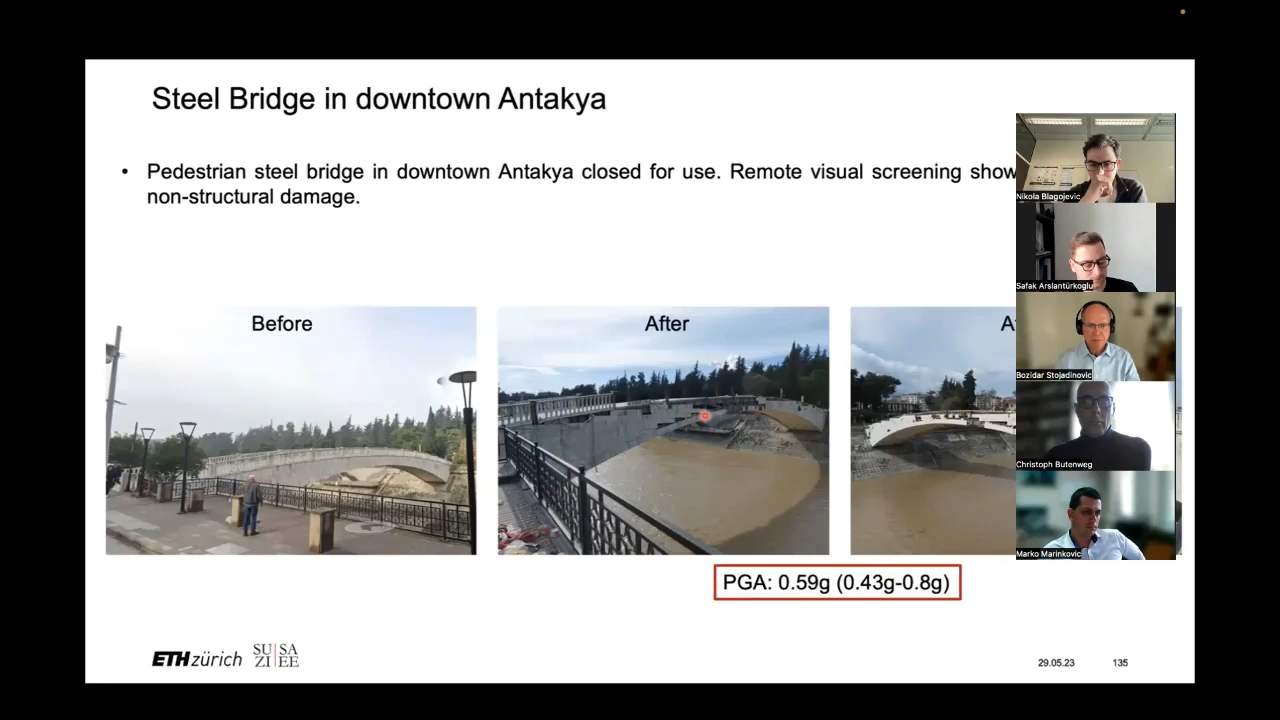 Steel Bridge in downtown Antakya
• Pedestrian steel bridge in downtown Antakya closed for use. Remote visual screening show
non-structural damage.
Before
After
PGA: 0.59g (0.43g-0.8g)
ETH zürich
SU|SA
ZI|EE
29.05.23
135
Nikola Blagojevic
Safak Arslantürkoglu
Bozidar Stojadinovic
Christoph Butenweg
Marko Marinkovic